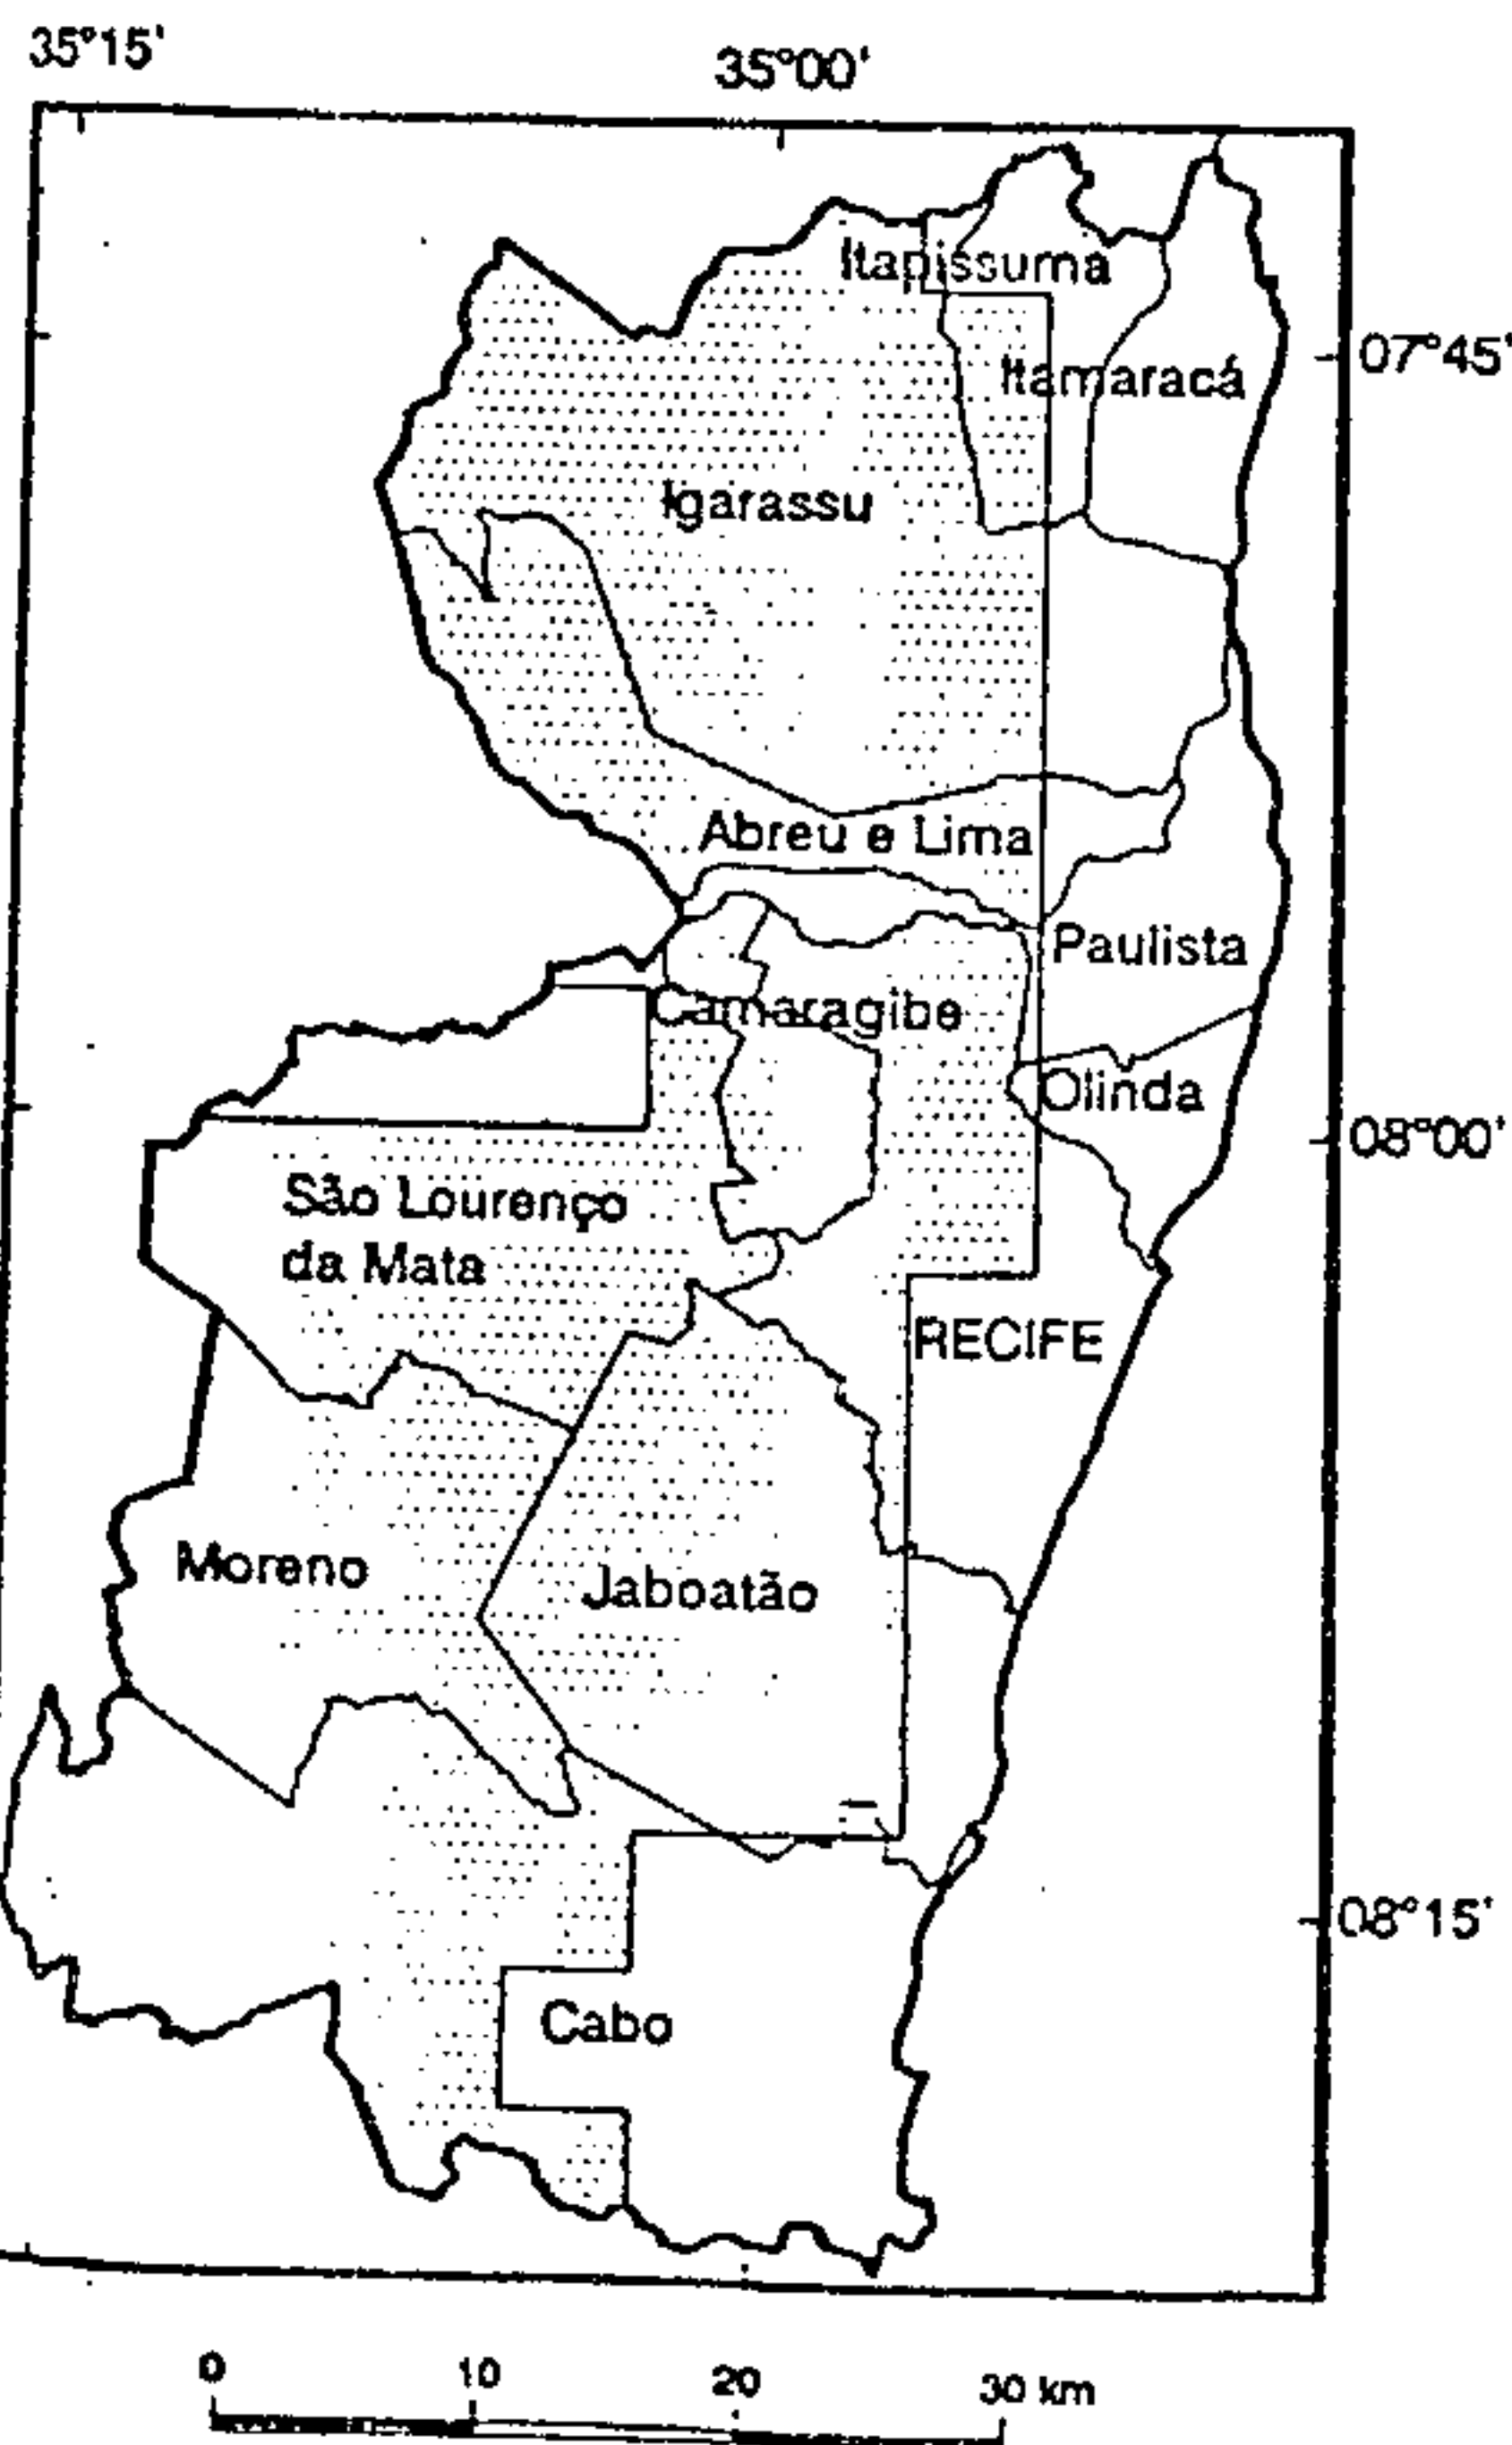 35°15'
35°00'
Itapissuma
07°45'
Itamaracá
Igarassu
Abreu e Lima
Paulista
Camaragibe
Olinda
08°00'
São Lourenço
da Mata
RECIFE
Moreno
Jaboatão
08°15'
Cabo
0 10 20 30 km